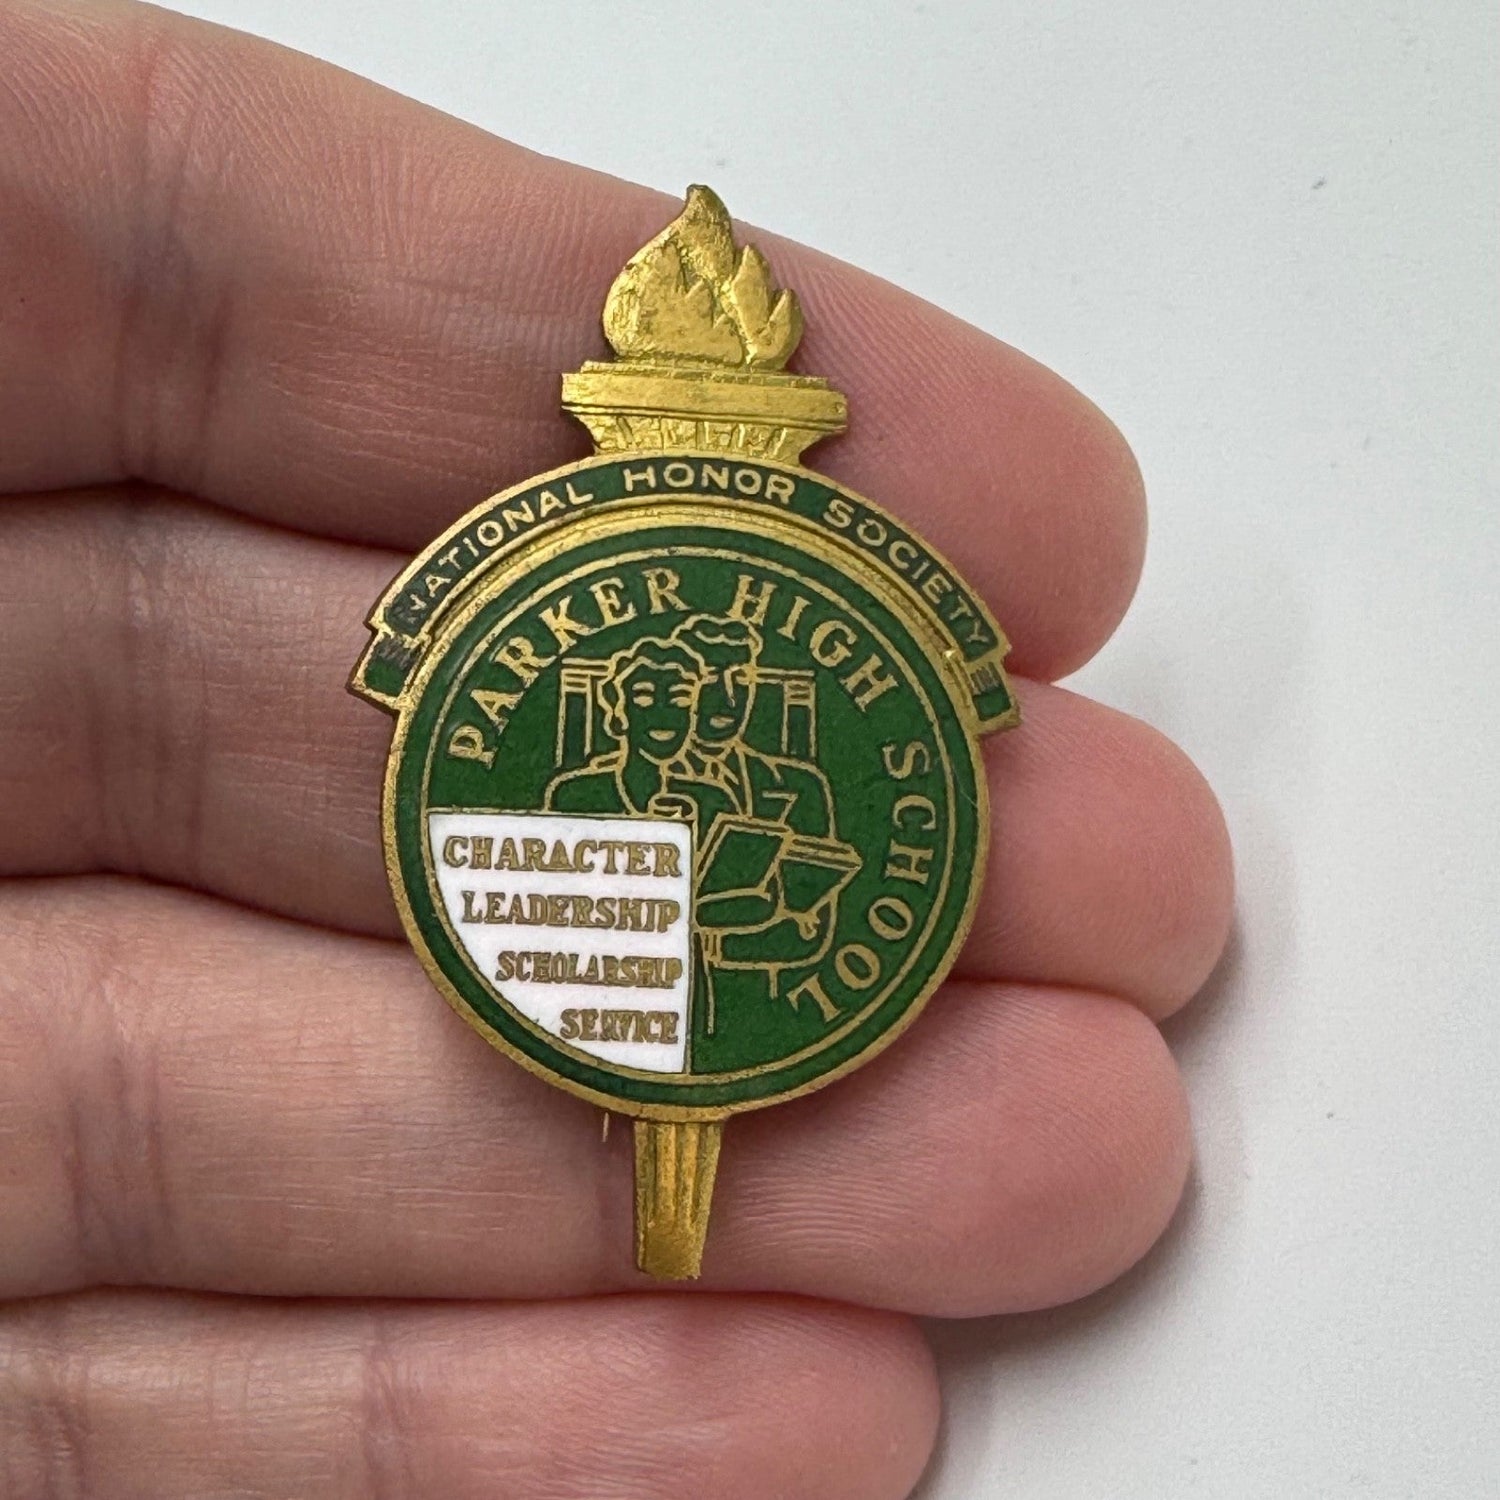 NATIONAL HONOR SOCIETY
PARKER HIGH SCHOOL
CHARACTER
LEADERSHIP
SCHOLARSHIP
SERVICE